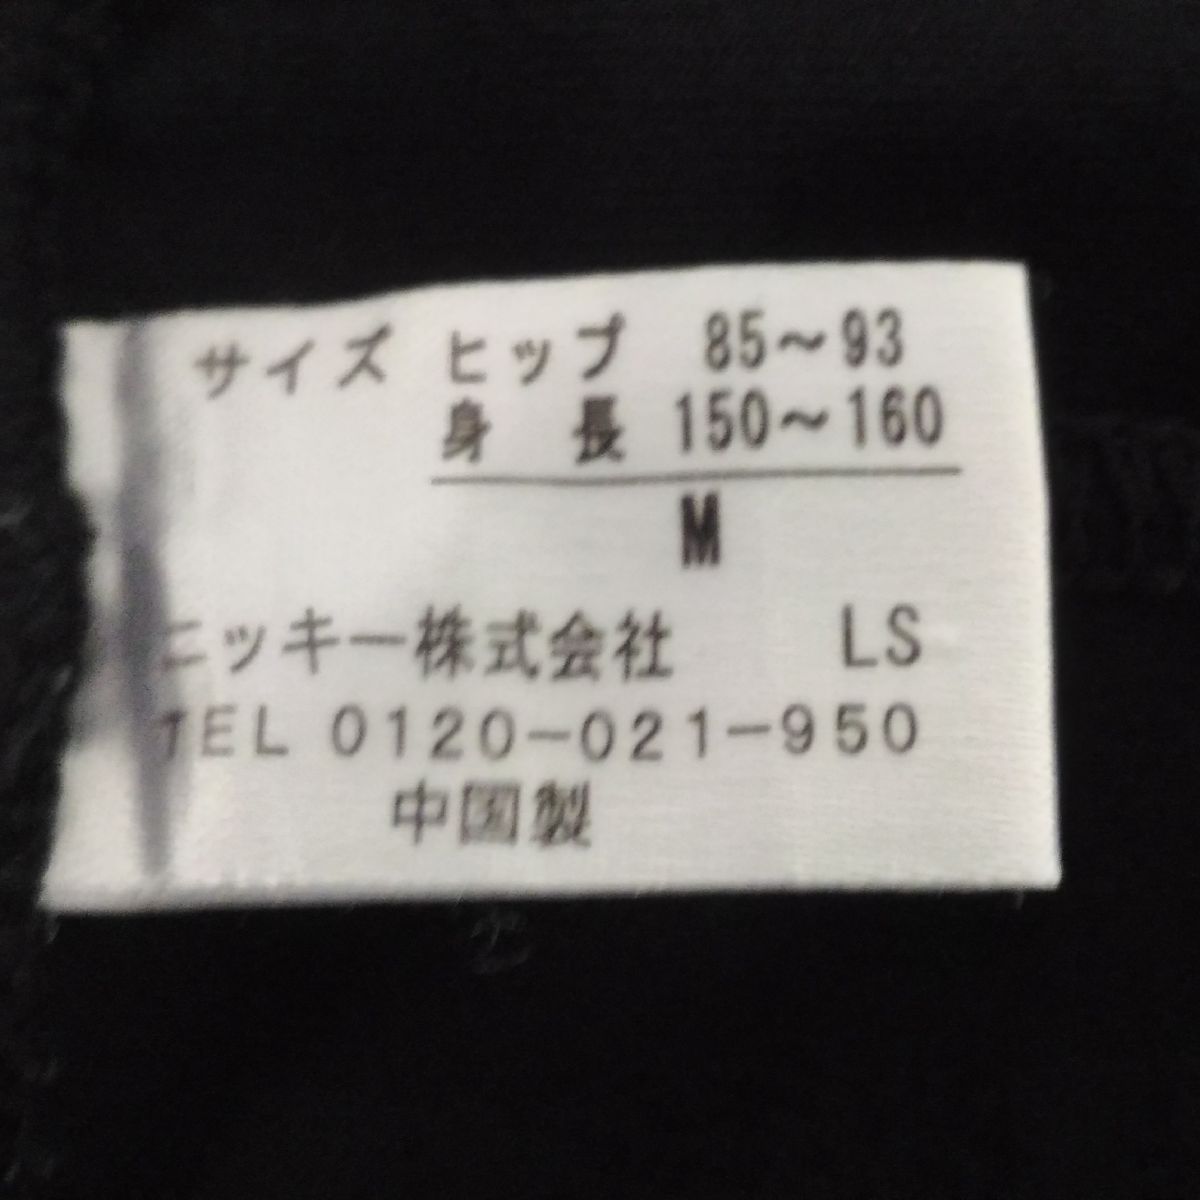 サイズ ヒップ 85～93
身長 150～160
M
ニッキー株式会社 LS
TEL 0120-021-950
中国製